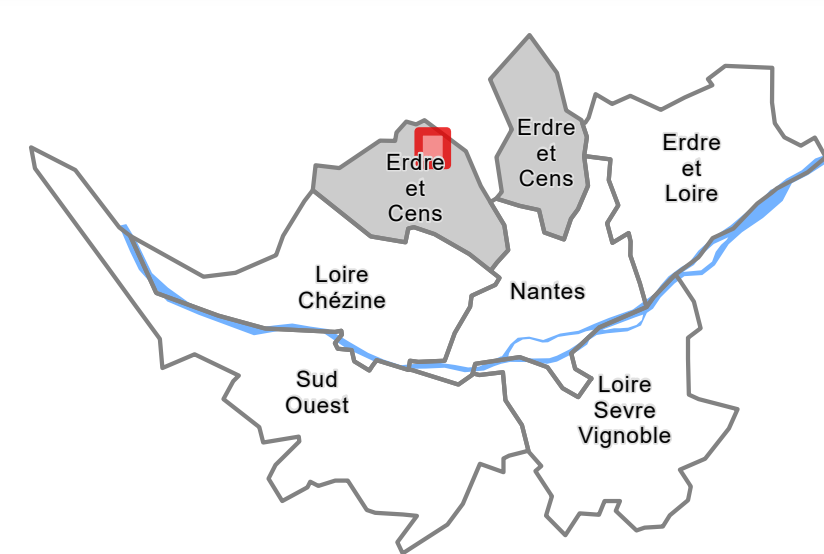 Erdre
et
Cens
Erdre
et
Loire
Erdre
et
Cens
Loire
Chézine
Nantes
Sud
Ouest
Loire
Sevre
Vignoble